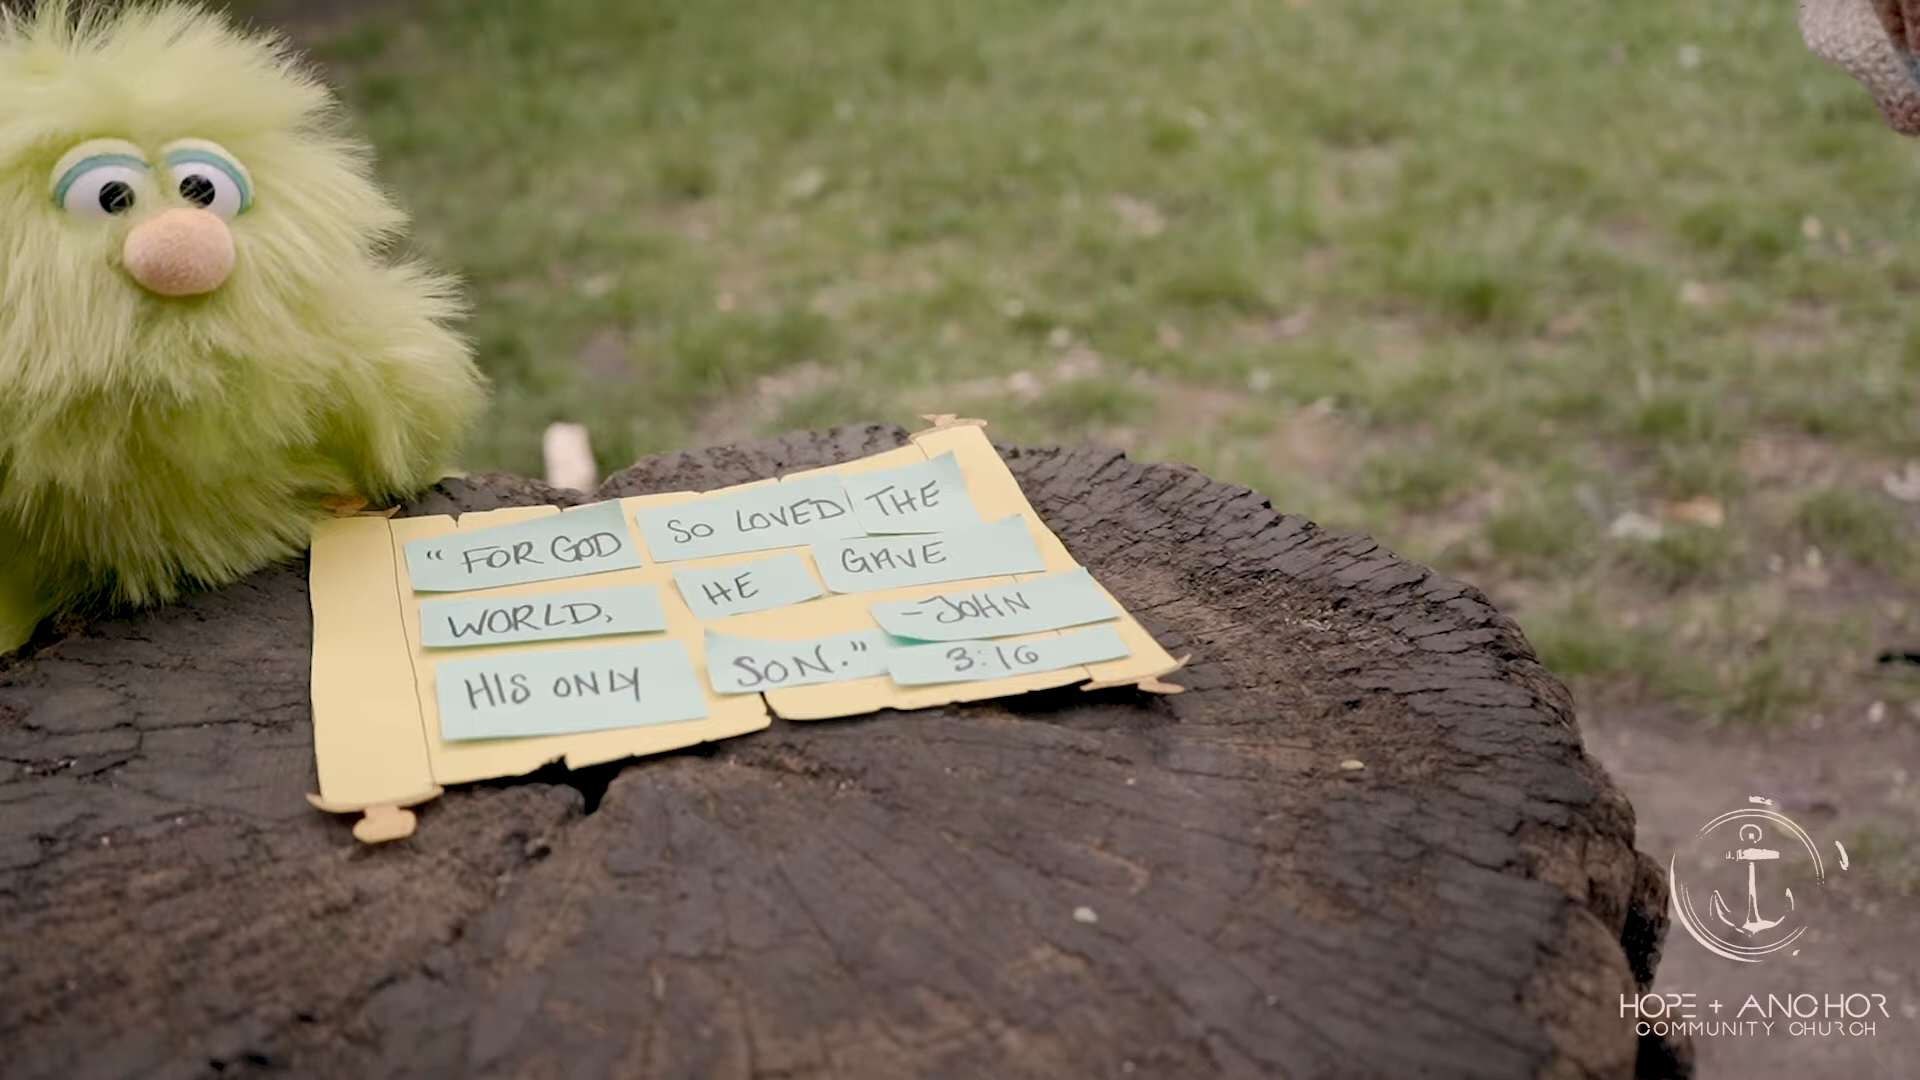 “FOR GOD SO LOVED THE
WORLD, HE GAVE
HIS ONLY SON.” -JOHN
3:16
HOPE + ANCHOR
COMMUNITY CHURCH